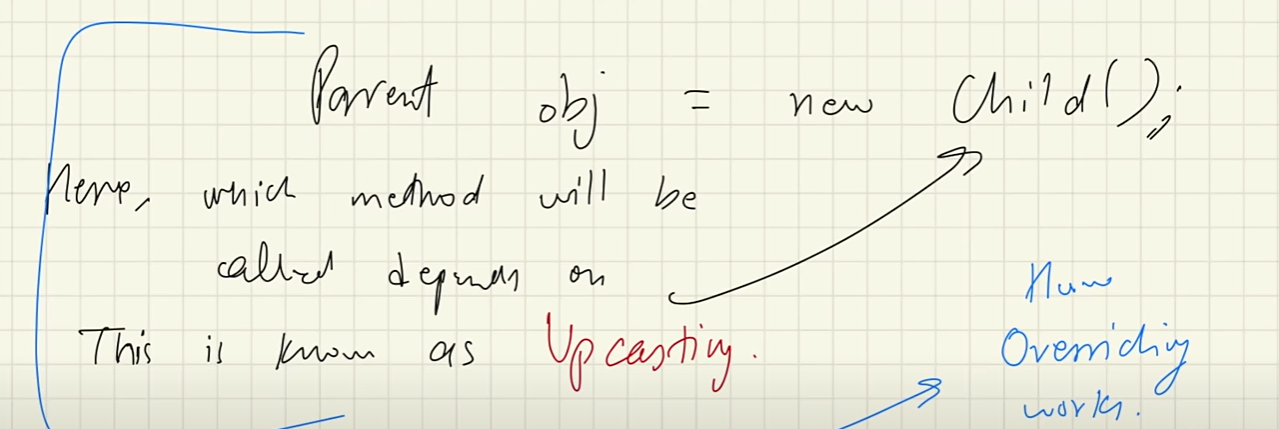 Parent obj = new Child();
Here, which method will be
called depends on
This is known as Upcasting.
How
Overriding
works.